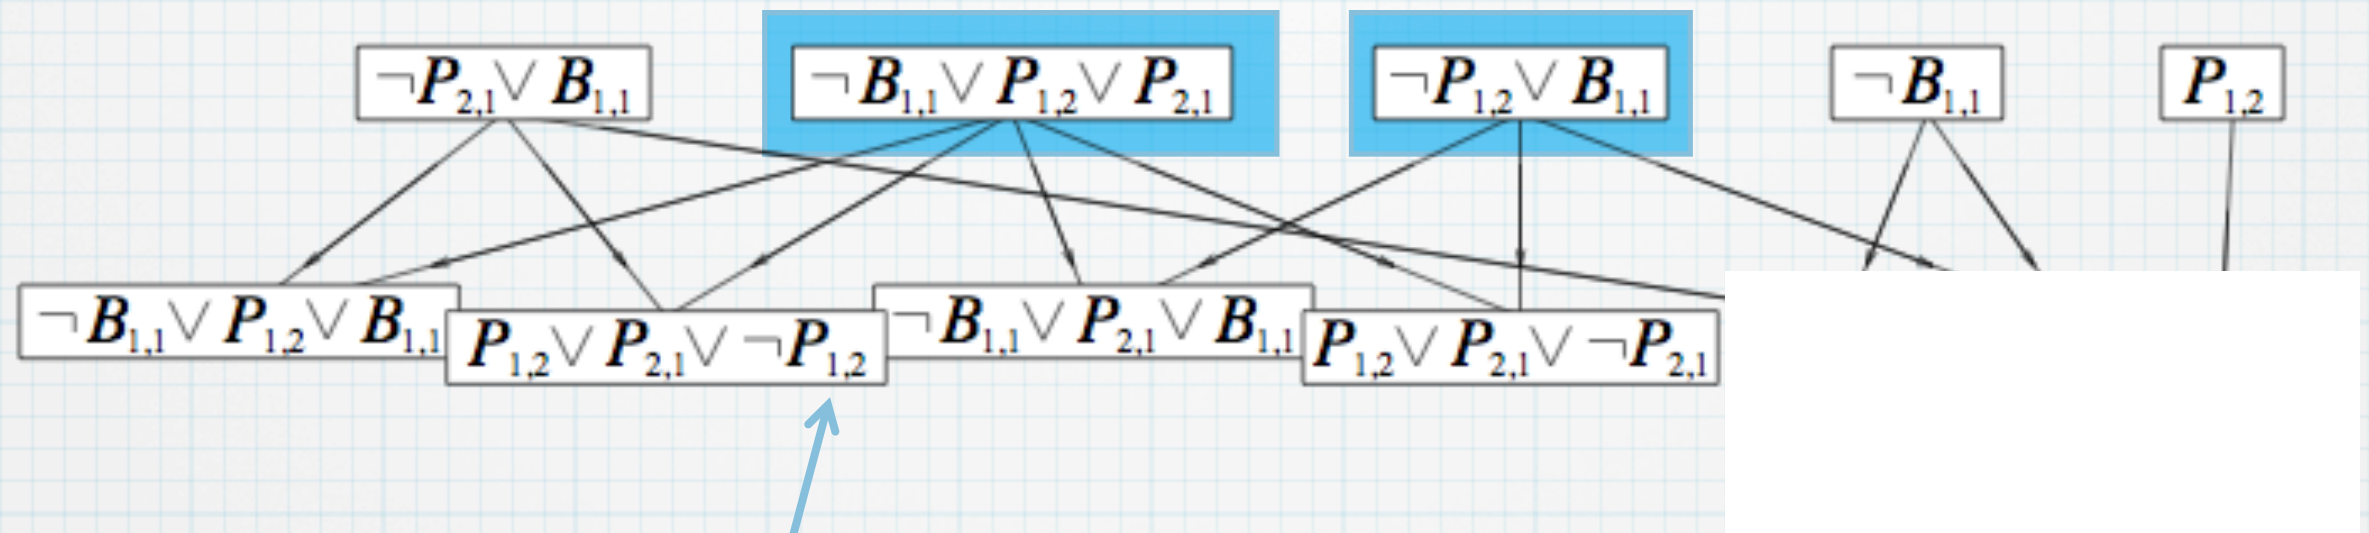 ¬P2,1 ∨ B1,1
¬B1,1 ∨ P1,2 ∨ P2,1
¬P1,2 ∨ B1,1
¬B1,1
P1,2
¬B1,1 ∨ P1,2 ∨ B1,1
P1,2 ∨ P2,1 ∨ ¬P1,2
¬B1,1 ∨ P2,1 ∨ B1,1
P1,2 ∨ P2,1 ∨ ¬P2,1